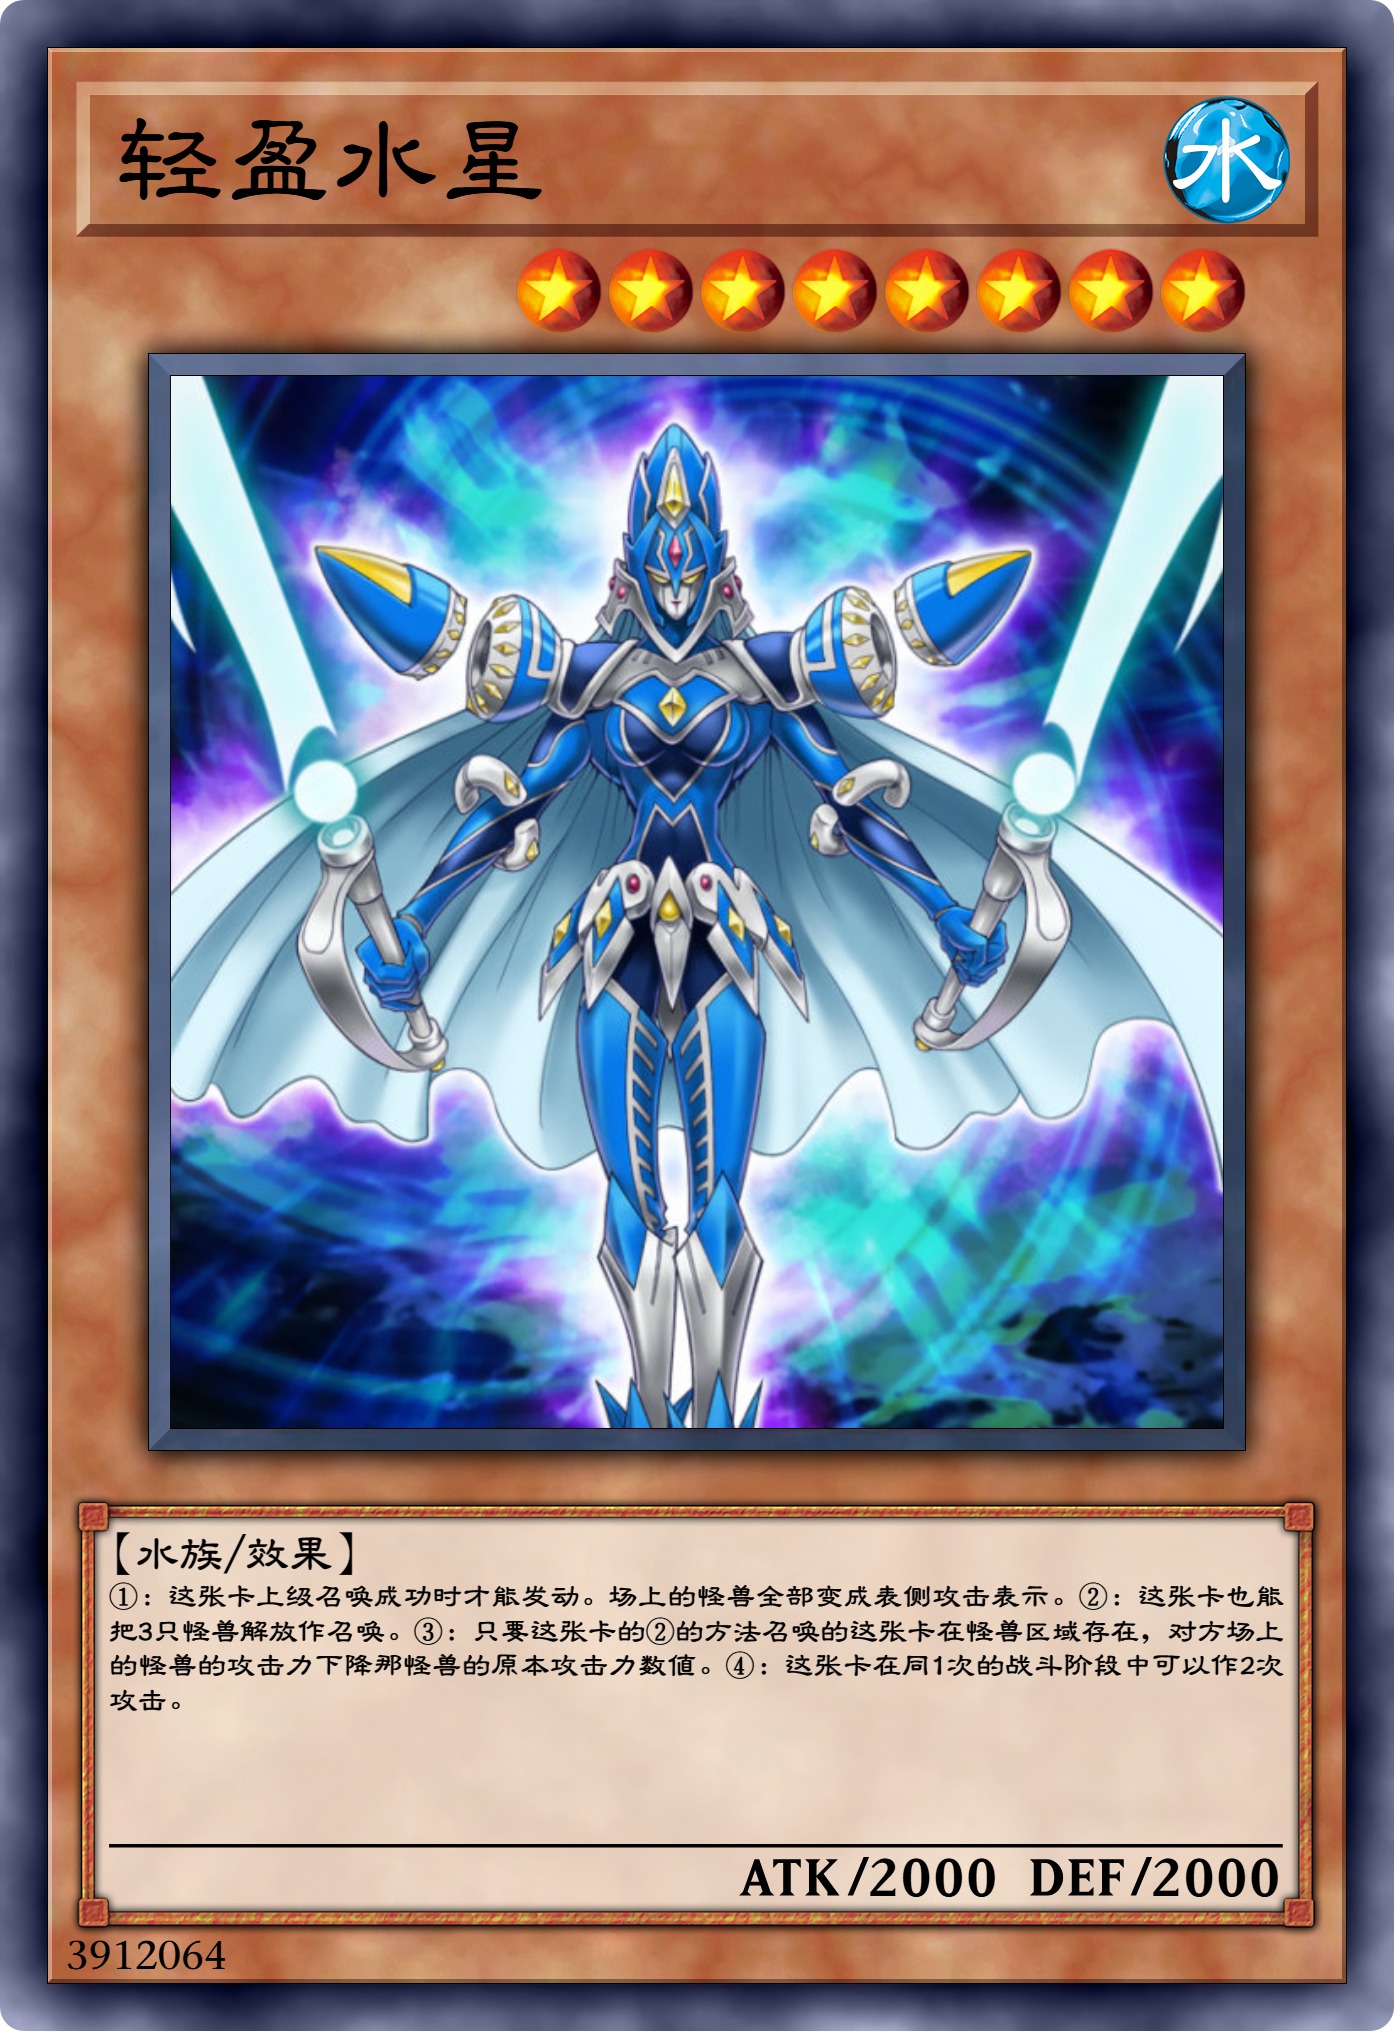 轻盈水星
水
【水族/效果】
①：这张卡上级召唤成功时才能发动。场上的怪兽全部变成表侧攻击表示。②：这张卡也能
把3只怪兽解放作召唤。③：只要这张卡的②的方法召唤的这张卡在怪兽区域存在，对方场上
的怪兽的攻击力下降那怪兽的原本攻击力数值。④：这张卡在同1次的战斗阶段中可以作2次
攻击。
ATK/2000 DEF/2000
3912064